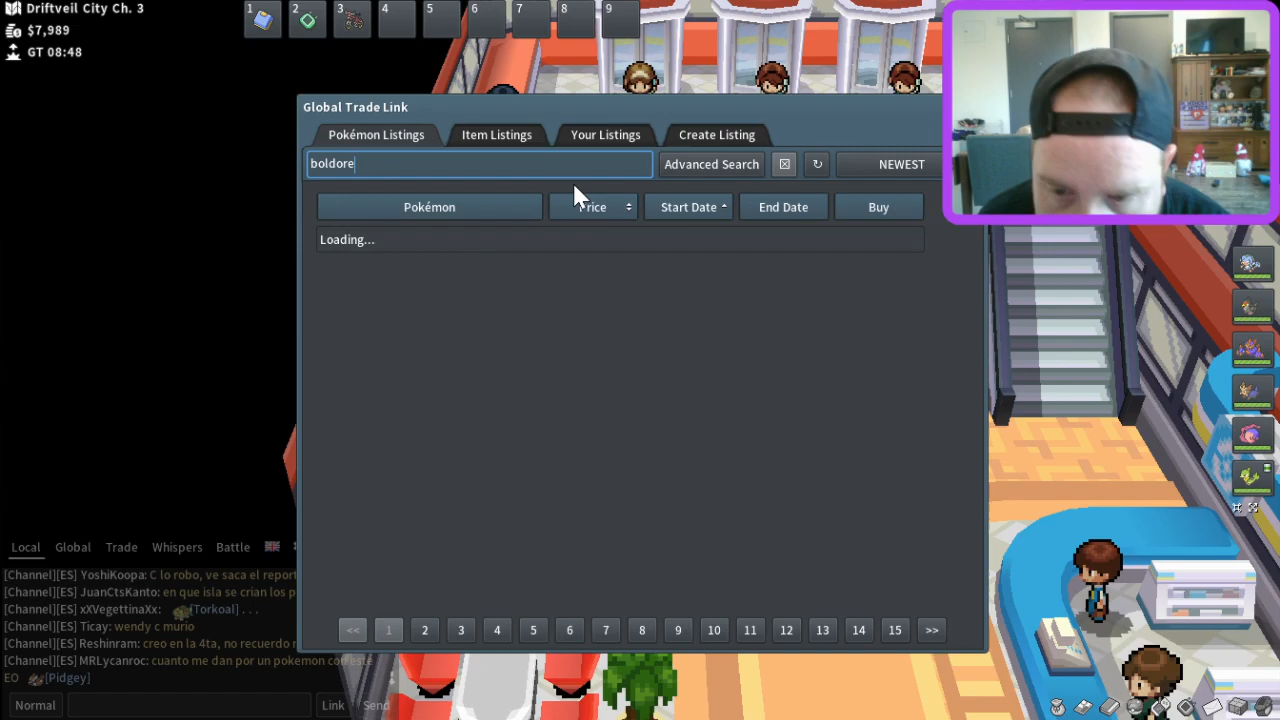 Driftveil City Ch. 3
$7,989
GT 08:48
1 2 3 4 5 6 7 8 9
Global Trade Link
Pokémon Listings
Item Listings
Your Listings
Create Listing
boldore
Advanced Search
NEWEST
Pokémon
rice
Start Date
End Date
Buy
Loading...
<< 1 2 3 4 5 6 7 8 9 10 11 12 13 14 15 >>
Local Global Trade Whispers Battle
[Channel][ES] YoshiKoopa: C lo robo, ve saca el report
[Channel][ES] JuanCtsKanto: en que isla se crian los p
[Channel][ES] xXVegettinaXx: [Torkoal] . . .
[Channel][ES] Ticay: wendy c murio
[Channel][ES] Reshinram: creo en la 4ta, no recuerdo
[Channel][ES] MRLycanroc: cuanto me dan por un pokemon con este
EO [Pidgey]
Normal
Link
Send